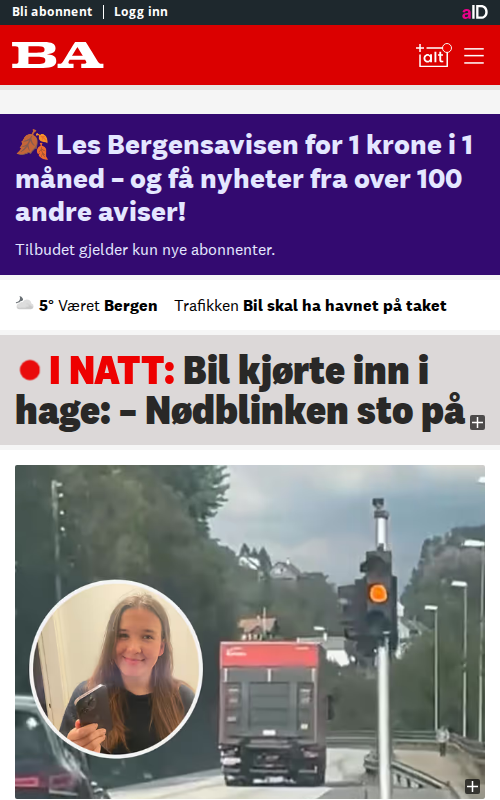 Bli abonnent | Logg inn
aID
BA
+alt
Les Bergensavisen for 1 krone i 1
måned – og få nyheter fra over 100
andre aviser!
Tilbudet gjelder kun nye abonnenter.
5° Været Bergen Trafikken Bil skal ha havnet på taket
I NATT: Bil kjørte inn i
hage: – Nødblinken sto på